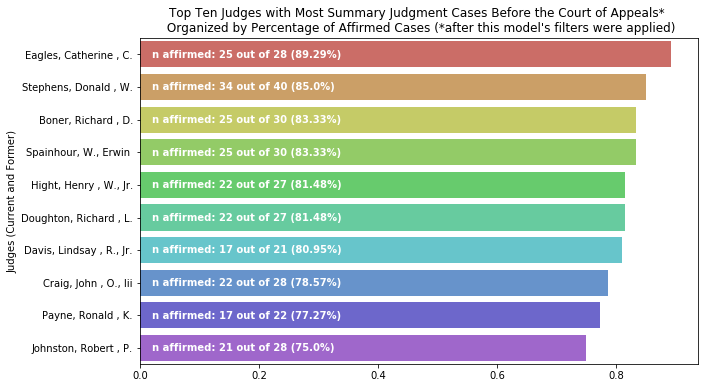 Top Ten Judges with Most Summary Judgment Cases Before the Court of Appeals*
Organized by Percentage of Affirmed Cases (*after this model's filters were applied)
Judges (Current and Former)
Eagles, Catherine , C.
n affirmed: 25 out of 28 (89.29%)
Stephens, Donald , W.
n affirmed: 34 out of 40 (85.0%)
Boner, Richard , D.
n affirmed: 25 out of 30 (83.33%)
Spainhour, W., Erwin
n affirmed: 25 out of 30 (83.33%)
Hight, Henry , W., Jr.
n affirmed: 22 out of 27 (81.48%)
Doughton, Richard , L.
n affirmed: 22 out of 27 (81.48%)
Davis, Lindsay , R., Jr.
n affirmed: 17 out of 21 (80.95%)
Craig, John , O., Iii
n affirmed: 22 out of 28 (78.57%)
Payne, Ronald , K.
n affirmed: 17 out of 22 (77.27%)
Johnston, Robert , P.
n affirmed: 21 out of 28 (75.0%)
0.0 0.2 0.4 0.6 0.8